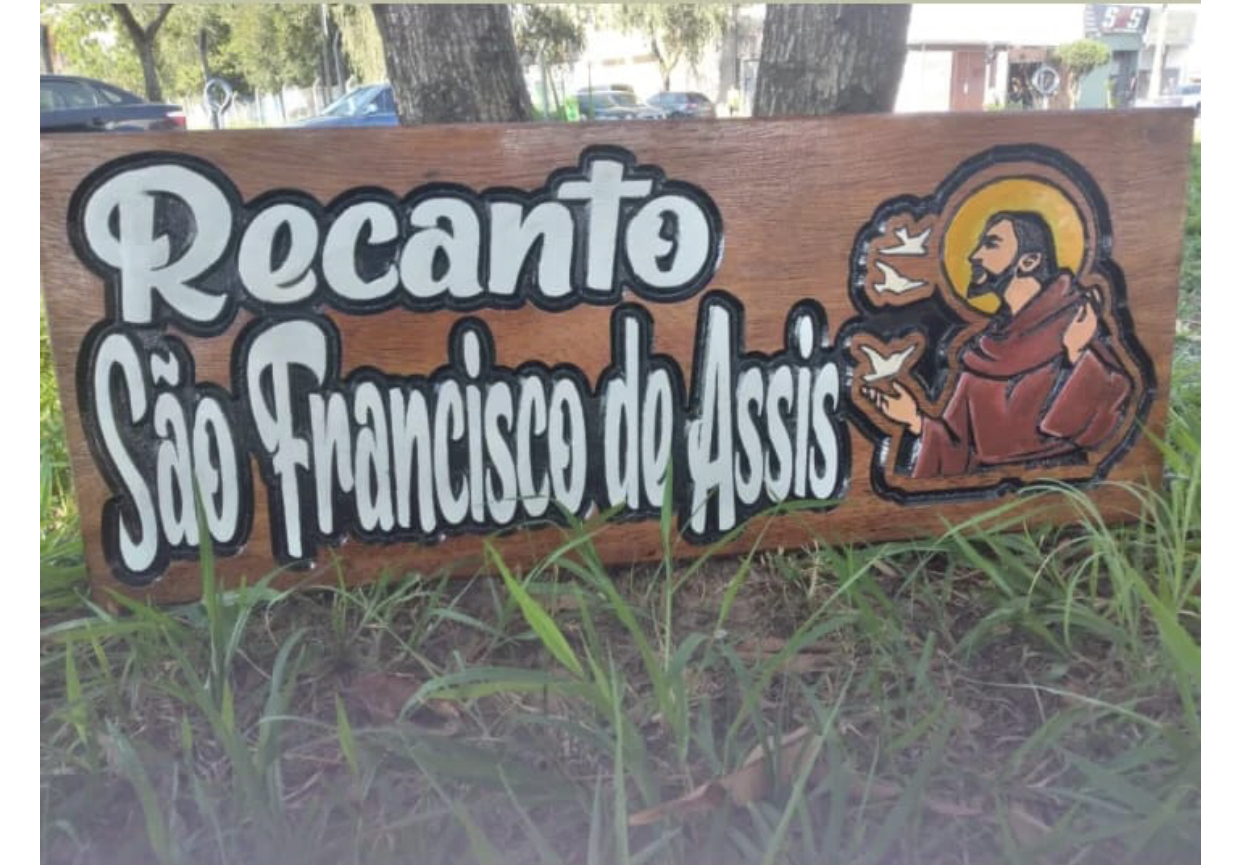 Recanto
São Francisco de Assis